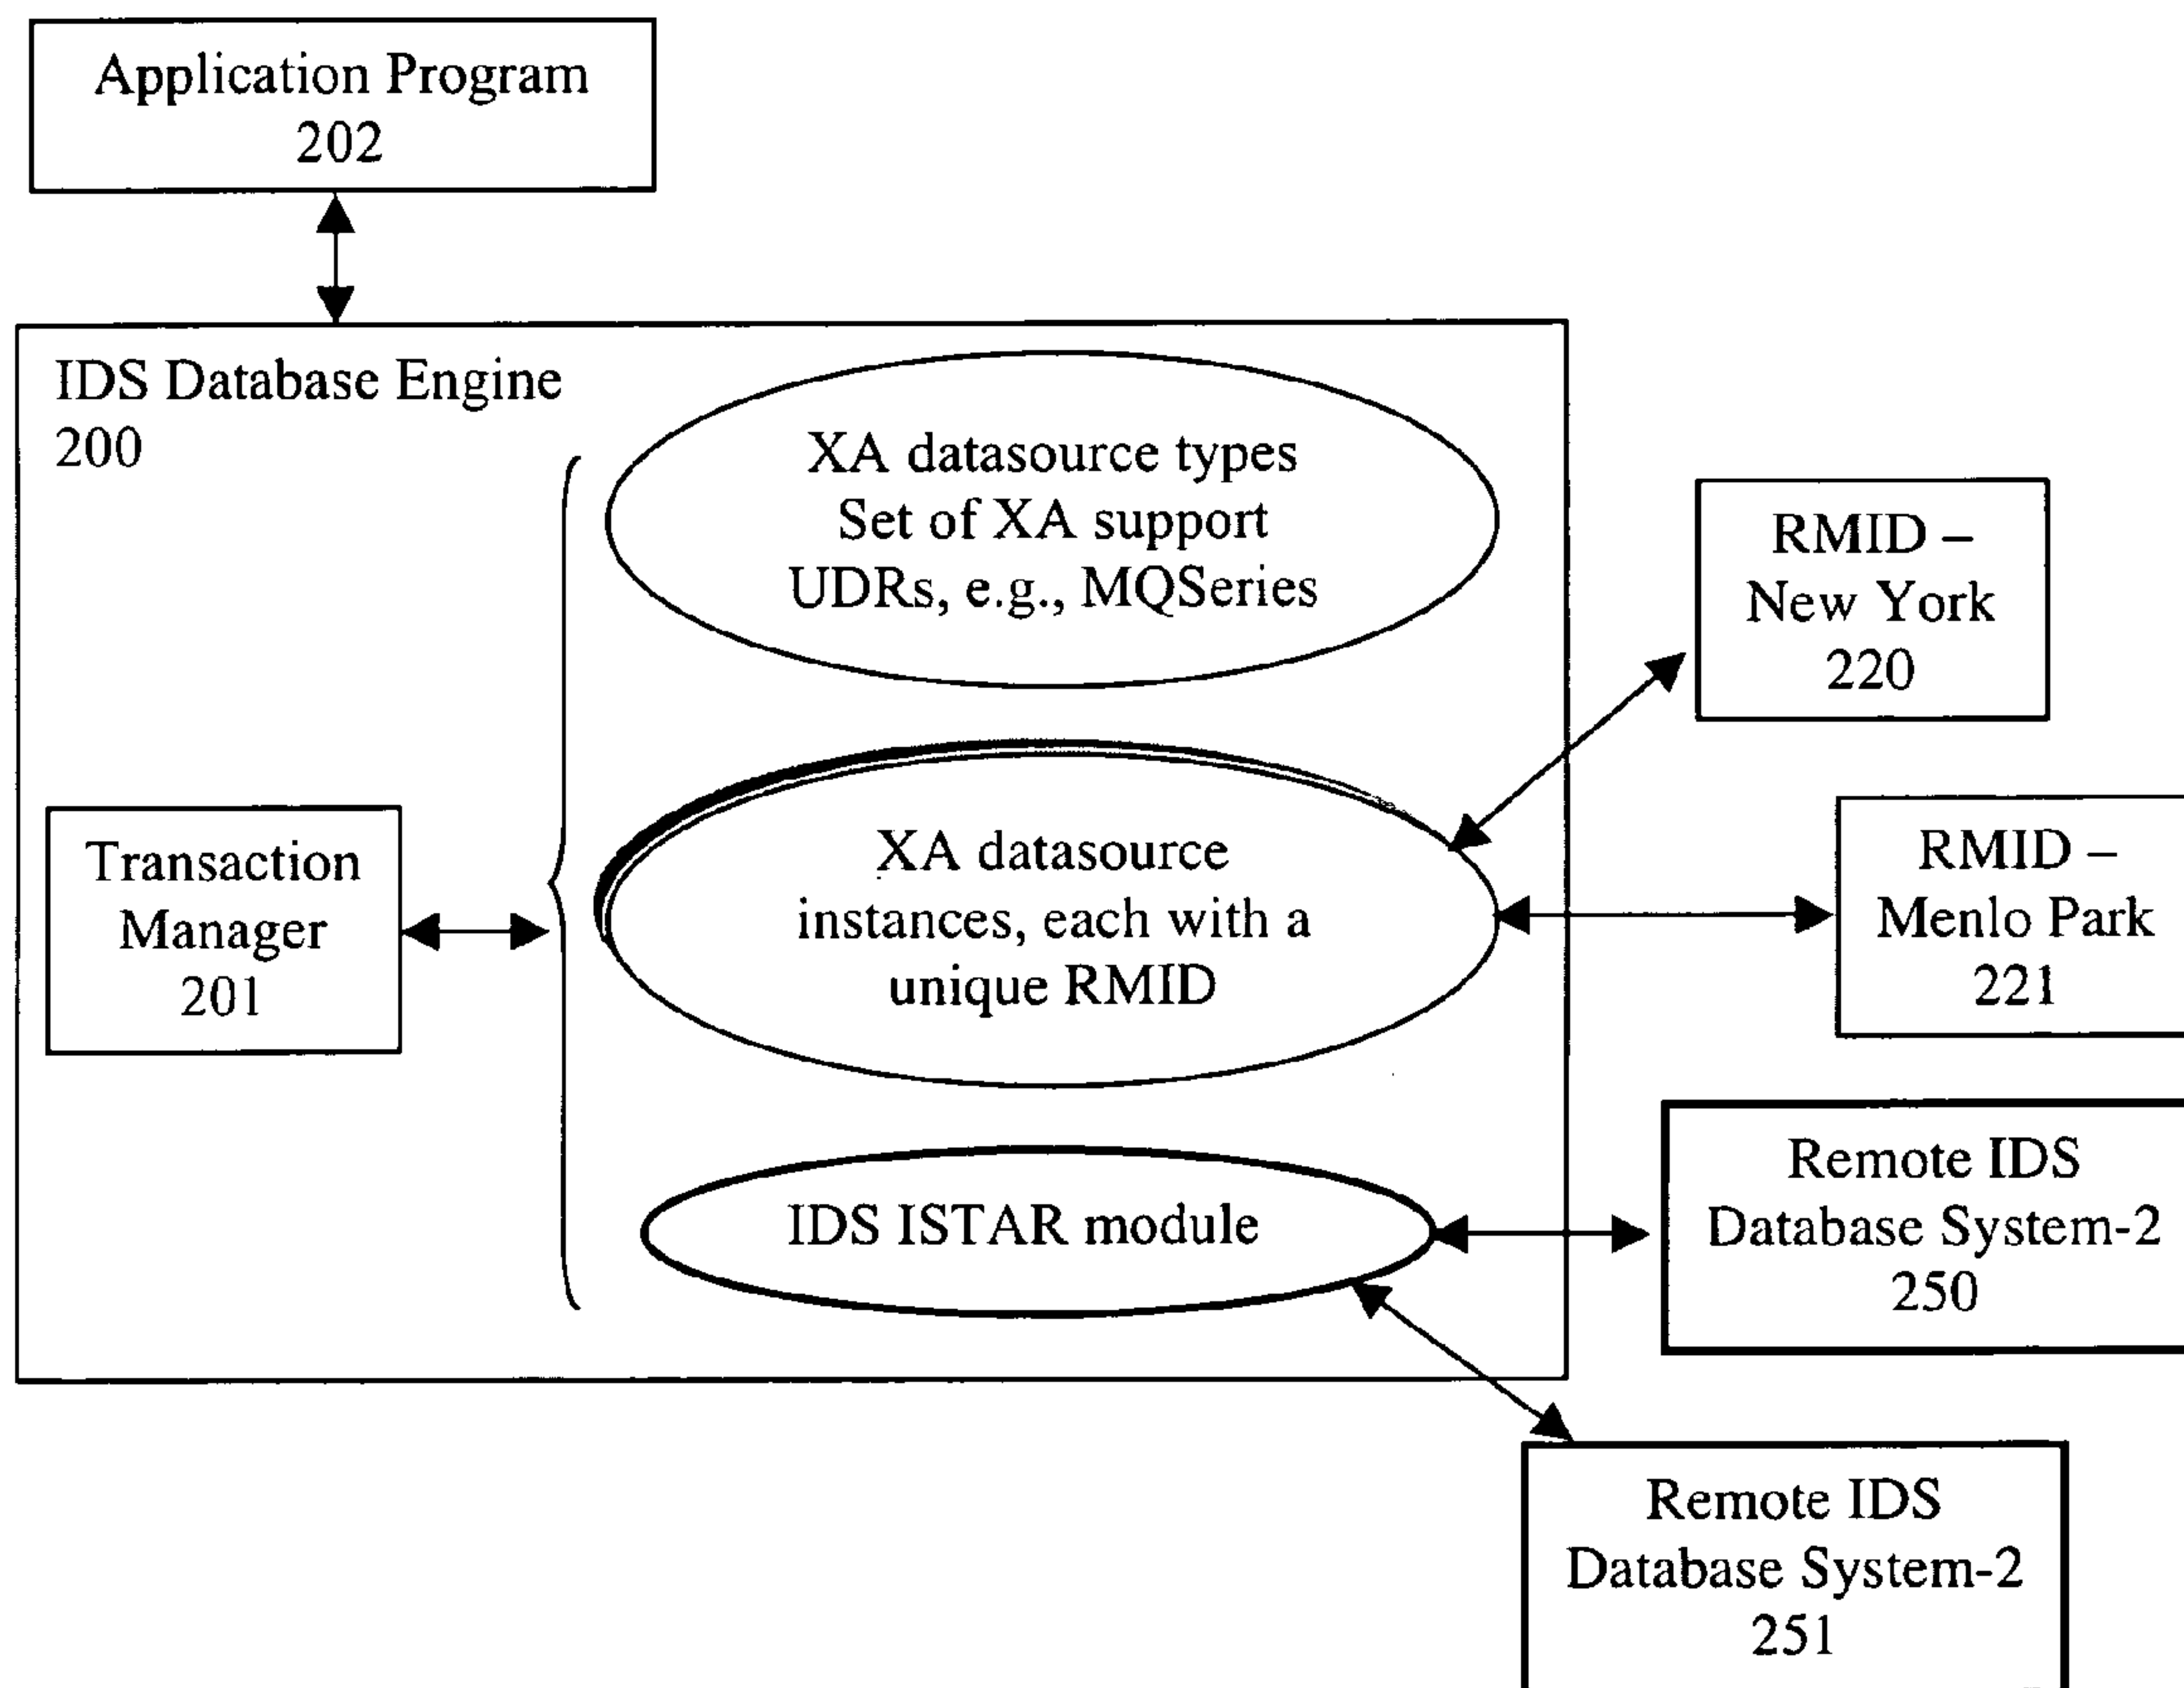 Application Program
202
IDS Database Engine
200
XA datasource types
Set of XA support
UDRs, e.g., MQSeries
RMID –
New York
220
Transaction
Manager
201
XA datasource
instances, each with a
unique RMID
RMID –
Menlo Park
221
IDS ISTAR module
Remote IDS
Database System-2
250
Remote IDS
Database System-2
251